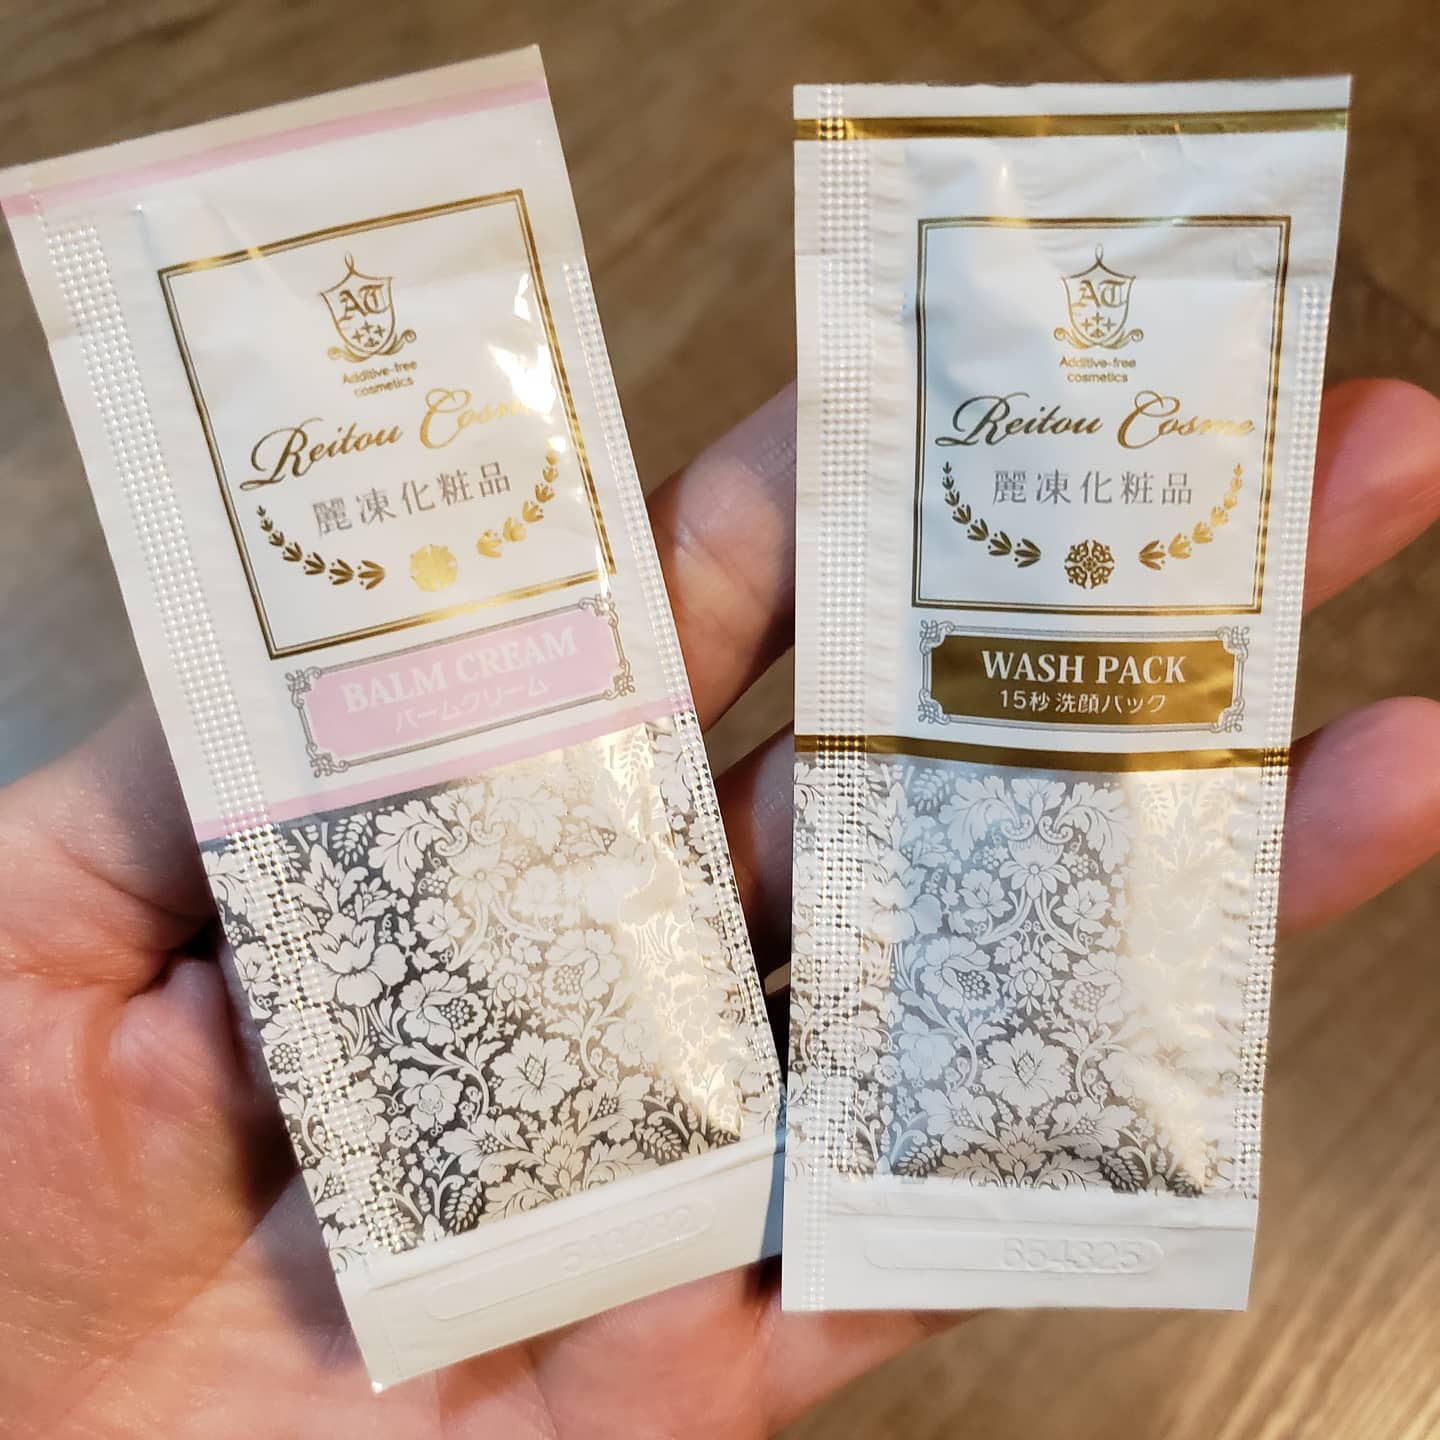 AT
Additive-free
cosmetics
Reitou Cosme
麗凍化粧品
BALM CREAM
バームクリーム
AT
Additive-free
cosmetics
Reitou Cosme
麗凍化粧品
WASH PACK
15秒洗顔パック
654325